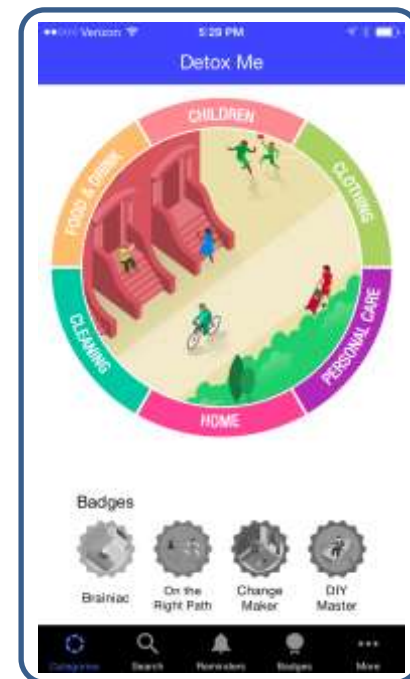 Verizon 5:29 PM
Detox Me
CHILDREN
FOOD & DRINK
CLOTHING
CLEANING
PERSONAL CARE
HOME
Badges
Brainiac
On the
Right Path
Change
Maker
DIY
Master
Categories Search Reminders Badges More